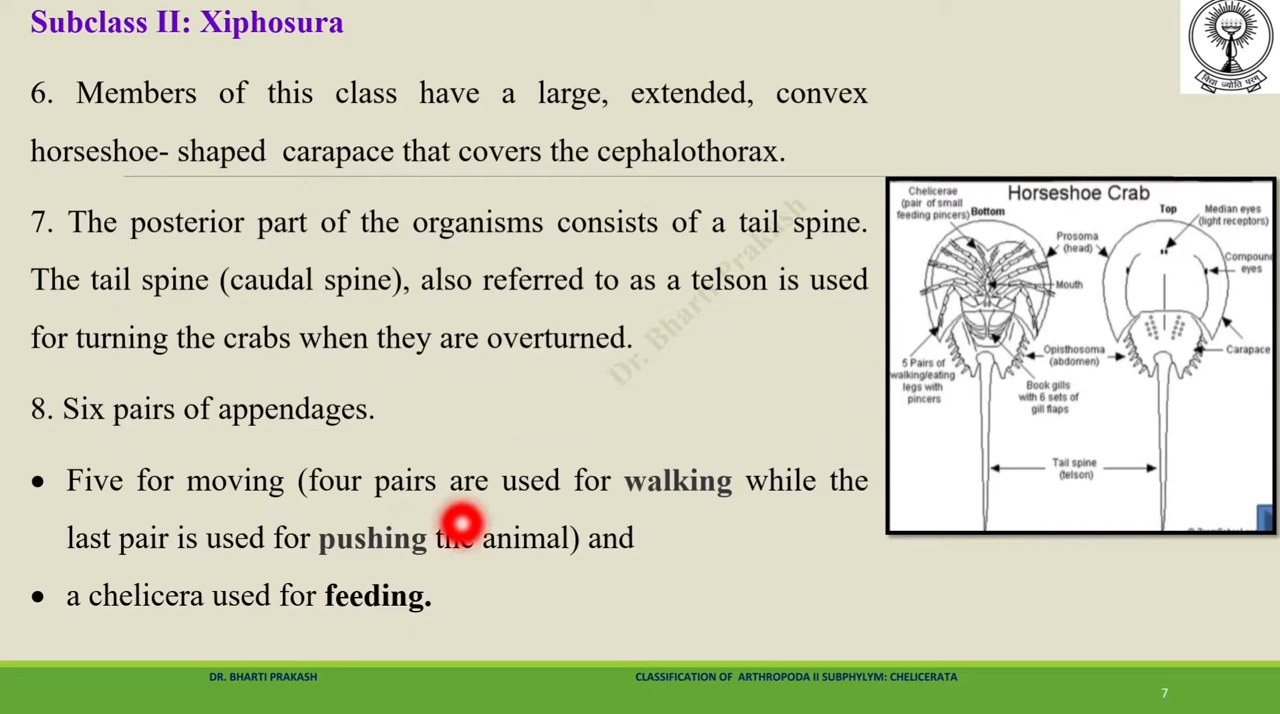 Subclass II: Xiphosura
6. Members of this class have a large, extended, convex
horseshoe- shaped carapace that covers the cephalothorax.
7. The posterior part of the organisms consists of a tail spine.
The tail spine (caudal spine), also referred to as a telson is used
for turning the crabs when they are overturned.
8. Six pairs of appendages.
• Five for moving (four pairs are used for walking while the
last pair is used for pushing the animal) and
• a chelicera used for feeding.
Dr. Bharti Prakash
Horseshoe Crab
Chelicerae
(pair of small
feeding pincers)
Bottom
Top
Median eyes
(light receptors)
Prosoma
(head)
Compound
eyes
Mouth
Opisthosoma
(abdomen)
Carapace
5 Pairs of
walking/eating
legs with
pincers
Book gills
with 6 sets of
gill flaps
Tail spine
(telson)
DR. BHARTI PRAKASH
CLASSIFICATION OF ARTHROPODA II SUBPHYLYM: CHELICERATA
7